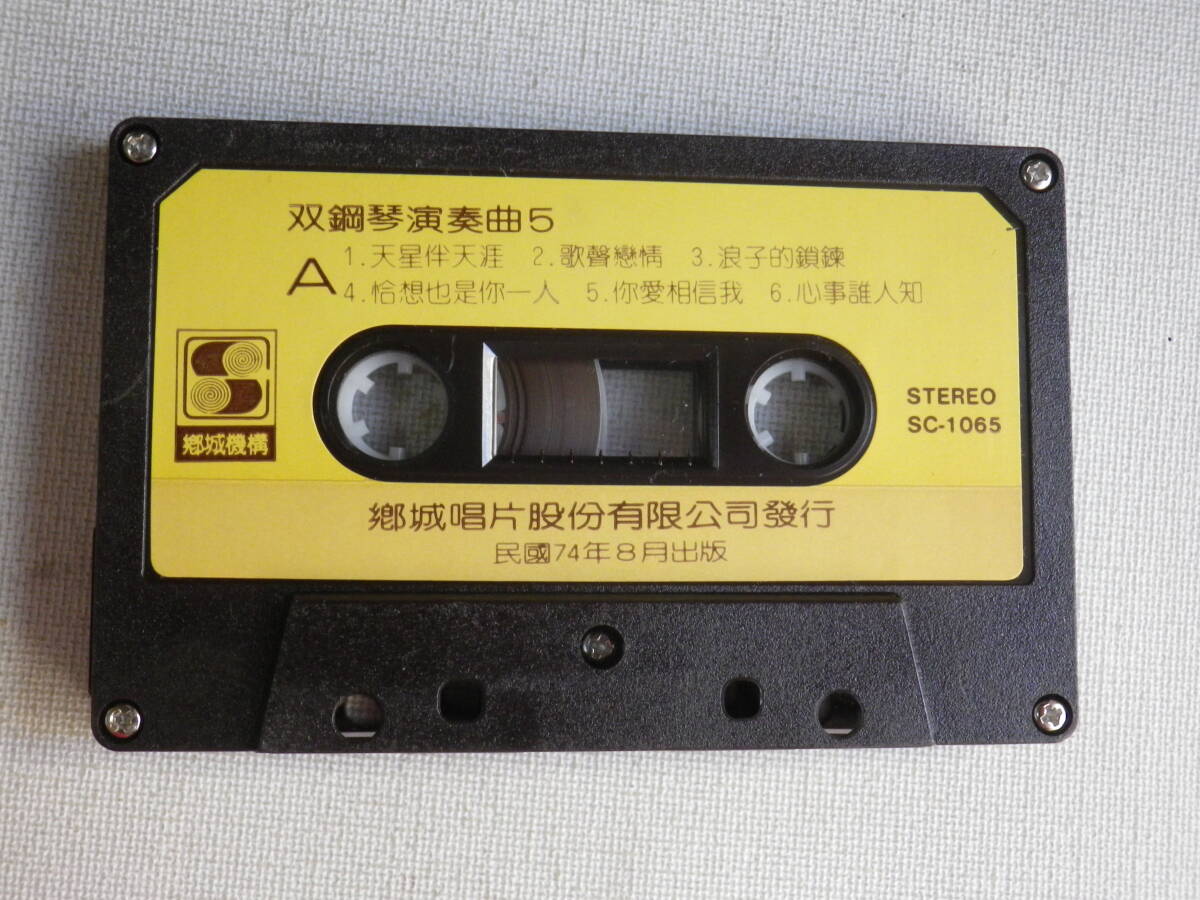 双鋼琴演奏曲5
A
1.天星伴天涯 2.歌聲戀情 3.浪子的鎖鍊
4.恰想也是你一人 5.你愛相信我 6.心事誰人知
鄉城機構
STEREO
SC-1065
鄉城唱片股份有限公司發行
民國74年8月出版